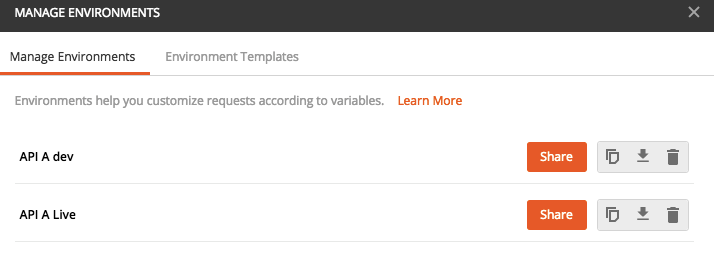 MANAGE ENVIRONMENTS
Manage Environments Environment Templates
Environments help you customize requests according to variables. Learn More
API A dev Share
API A Live Share